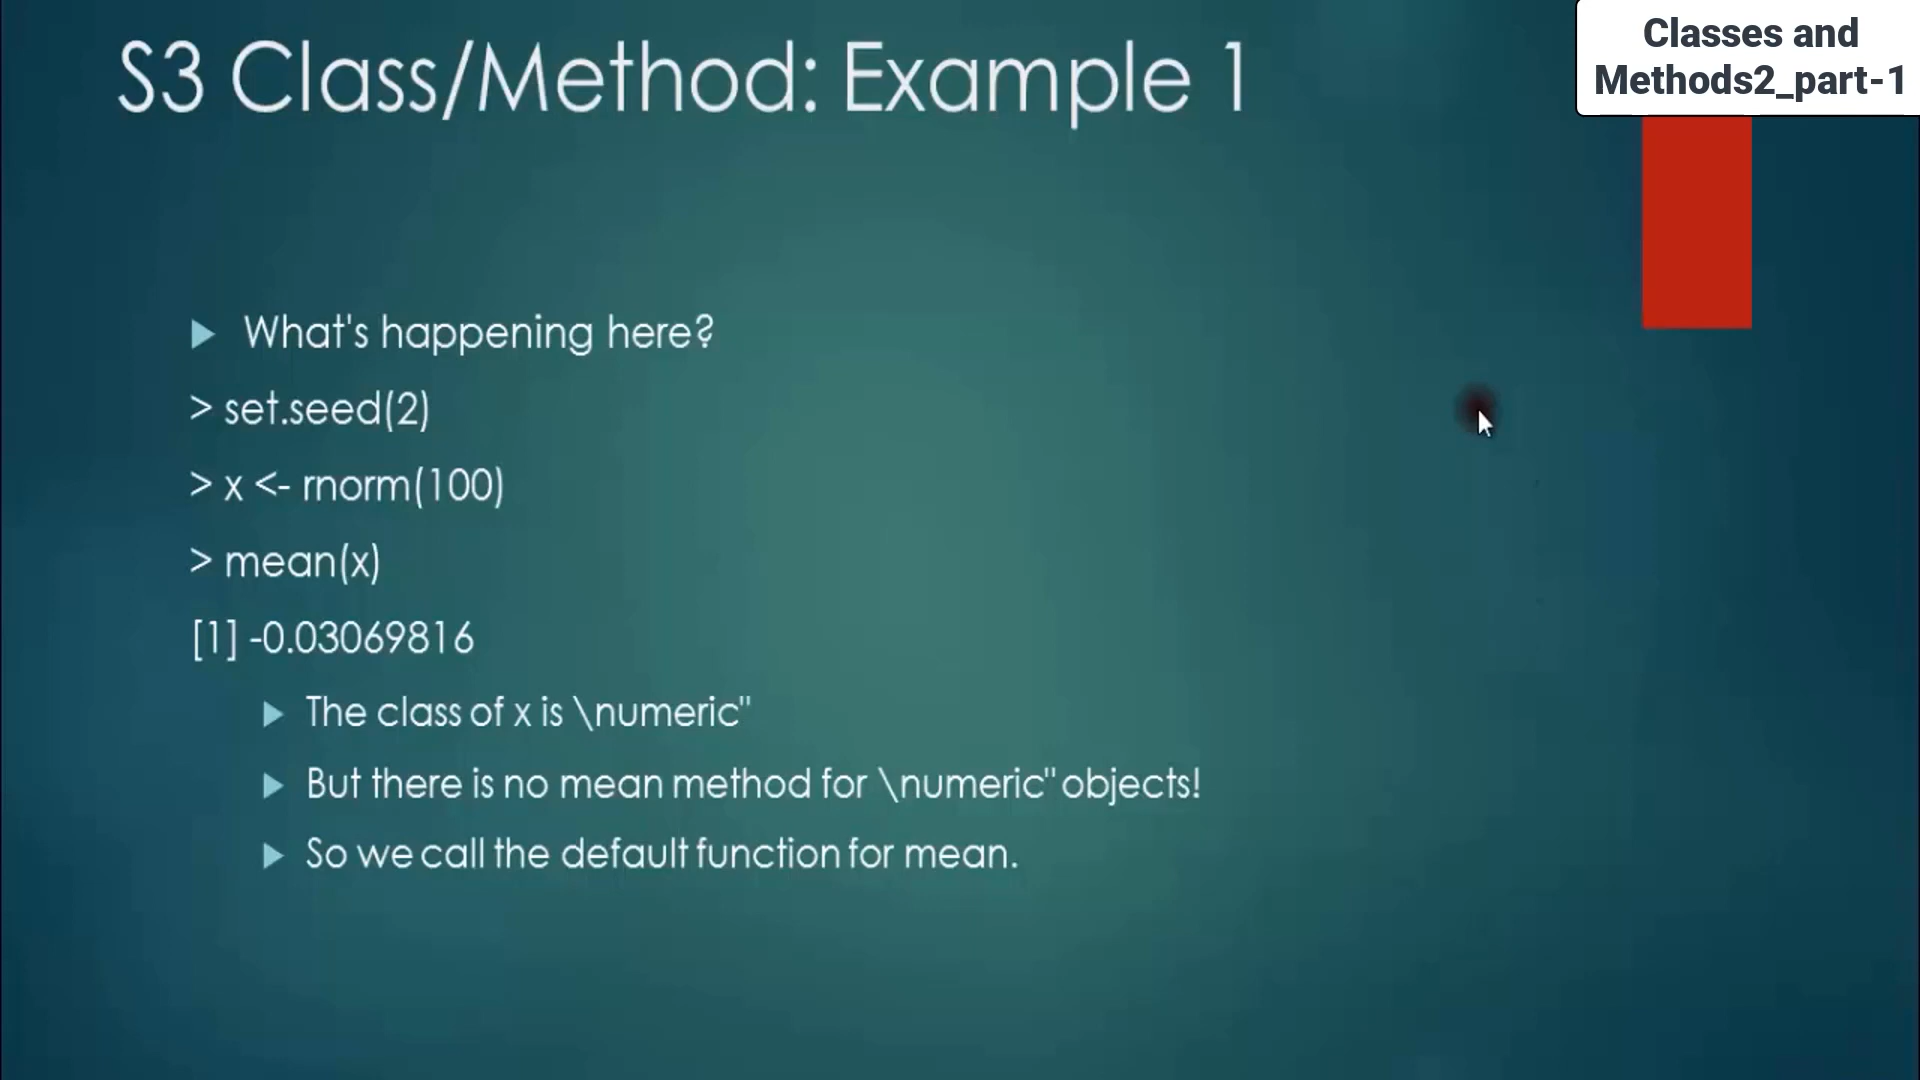 S3 Class/Method: Example 1
Classes and
Methods2_part-1
What's happening here?
> set.seed(2)
> x <- rnorm(100)
> mean(x)
[1] -0.03069816
The class of x is \numeric"
But there is no mean method for \numeric" objects!
So we call the default function for mean.